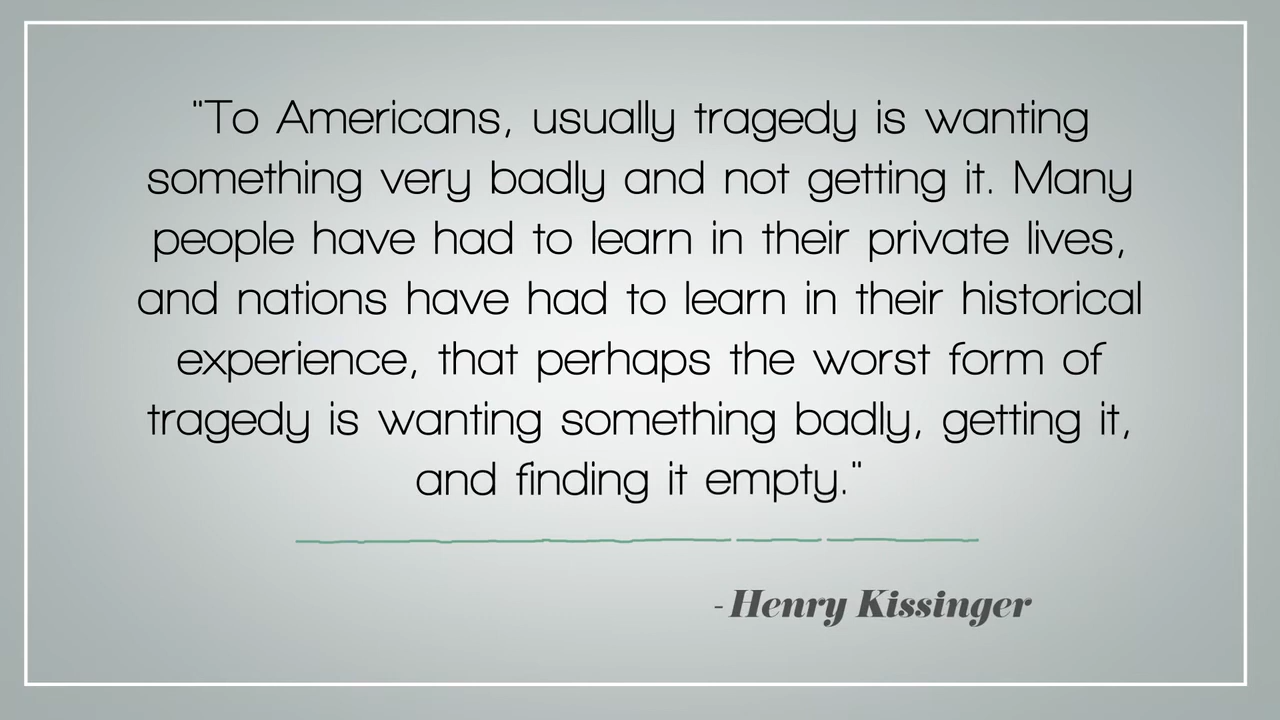 "To Americans, usually tragedy is wanting
something very badly and not getting it. Many
people have had to learn in their private lives,
and nations have had to learn in their historical
experience, that perhaps the worst form of
tragedy is wanting something badly, getting it,
and finding it empty."
- Henry Kissinger